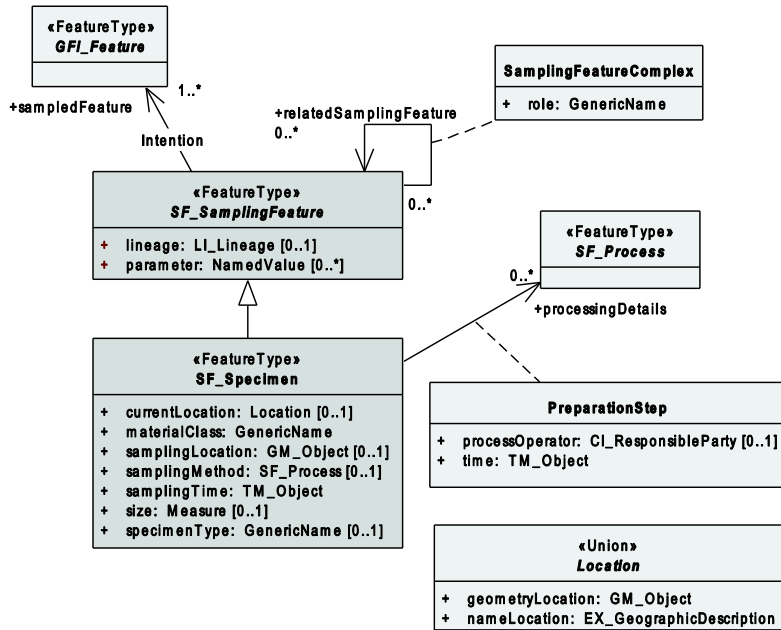 «FeatureType»
GFI_Feature
+sampledFeature
1..*
Intention
SamplingFeatureComplex
+ role: GenericName
+relatedSamplingFeature
0..*
0..*
«FeatureType»
SF_SamplingFeature
+ lineage: LI_Lineage [0..1]
+ parameter: NamedValue [0..*]
«FeatureType»
SF_Process
0..*
+processingDetails
«FeatureType»
SF_Specimen
+ currentLocation: Location [0..1]
+ materialClass: GenericName
+ samplingLocation: GM_Object [0..1]
+ samplingMethod: SF_Process [0..1]
+ samplingTime: TM_Object
+ size: Measure [0..1]
+ specimenType: GenericName [0..1]
PreparationStep
+ processOperator: CI_ResponsibleParty [0..1]
+ time: TM_Object
«Union»
Location
+ geometryLocation: GM_Object
+ nameLocation: EX_GeographicDescription